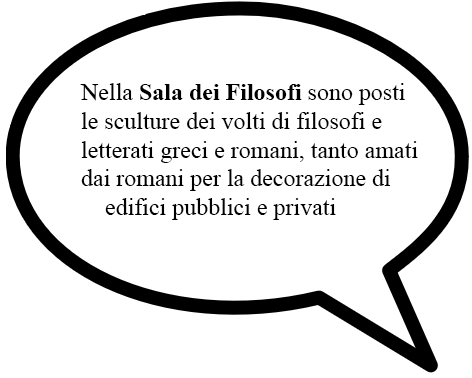 Nella Sala dei Filosofi sono posti
le sculture dei volti di filosofi e
letterati greci e romani, tanto amati
dai romani per la decorazione di
edifici pubblici e privati